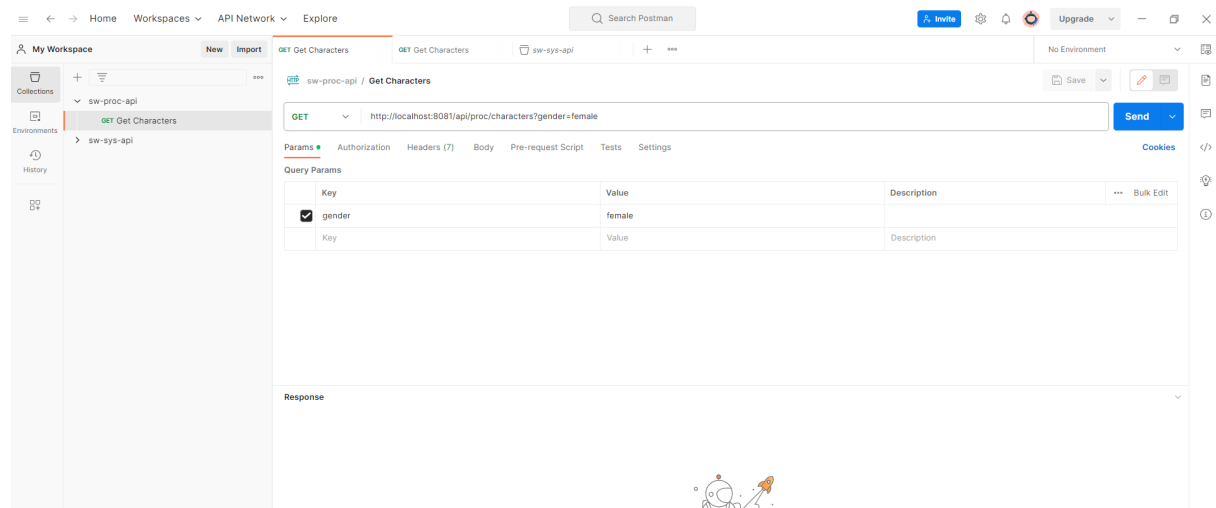 Home Workspaces API Network Explore Search Postman Invite Upgrade
My Workspace New Import GET Get Characters GET Get Characters sw-sys-api No Environment
Collections
Environments
History
sw-proc-api
GET Get Characters
sw-sys-api
HTTP sw-proc-api / Get Characters Save
GET http://localhost:8081/api/proc/characters?gender=female Send
Params Authorization Headers (7) Body Pre-request Script Tests Settings Cookies
Query Params
Key Value Description Bulk Edit
gender female
Key Value Description
Response